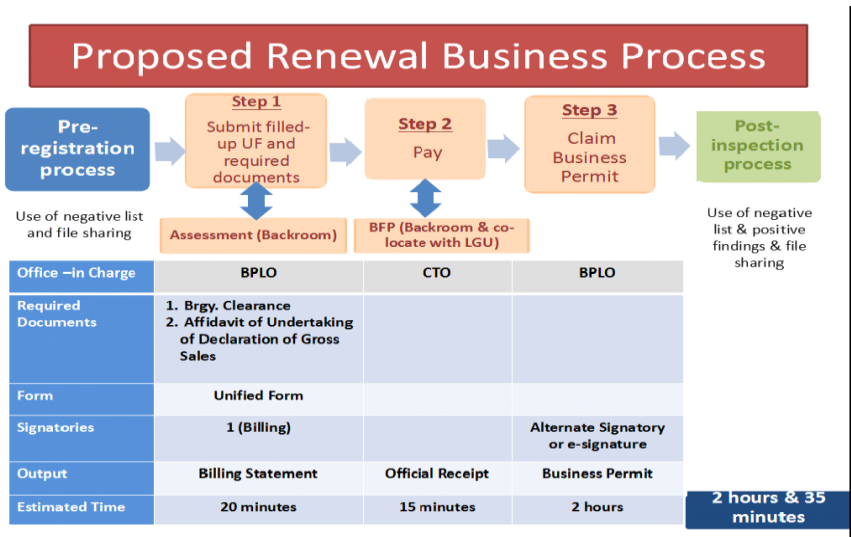 Proposed Renewal Business Process
Pre-
registration
process
Step 1
Submit filled-
up UF and
required
documents
Step 2
Pay
Step 3
Claim
Business
Permit
Post-
inspection
process
Use of negative list
and file sharing
Assessment (Backroom)
BFP (Backroom & co-
locate with LGU)
Use of negative
list & positive
findings & file
sharing
Office –in Charge BPLO CTO BPLO
Required
Documents
1. Brgy. Clearance
2. Affidavit of Undertaking
of Declaration of Gross
Sales
Form Unified Form
Signatories 1 (Billing) Alternate Signatory
or e-signature
Output Billing Statement Official Receipt Business Permit
Estimated Time 20 minutes 15 minutes 2 hours
2 hours & 35
minutes